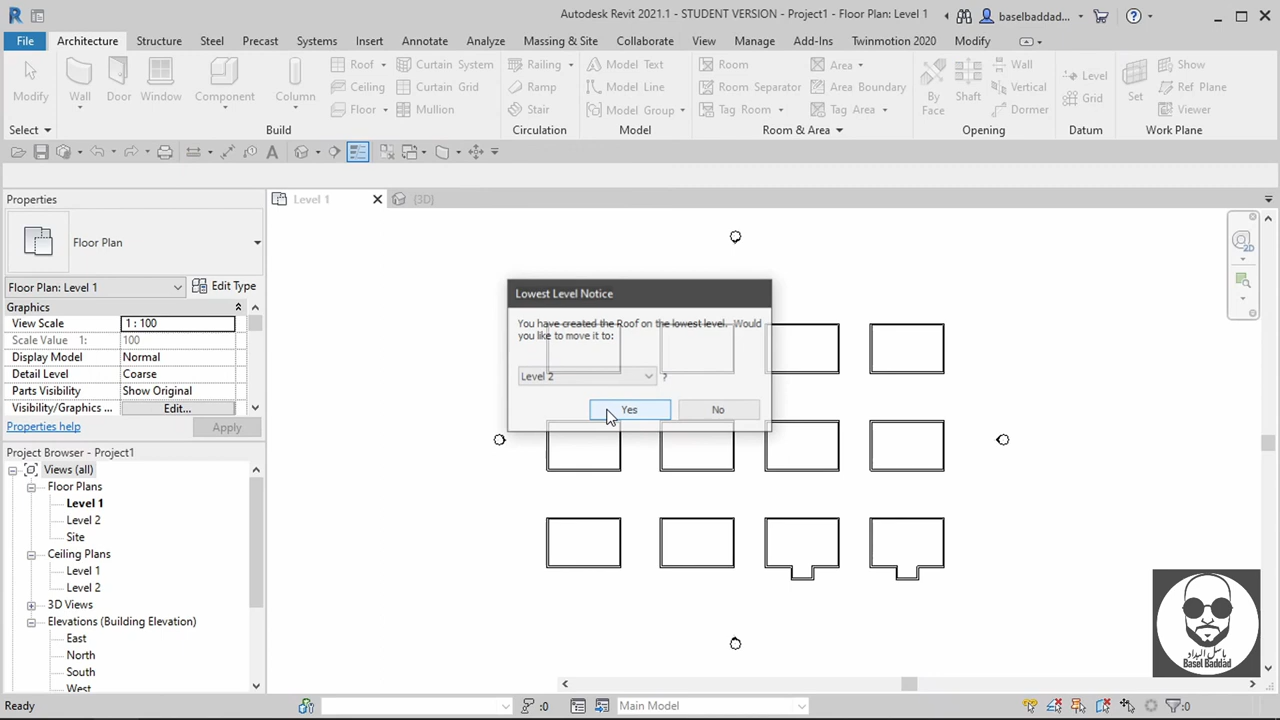 Autodesk Revit 2021.1 - STUDENT VERSION - Project1 - Floor Plan: Level 1
baselbaddad...
File Architecture Structure Steel Precast Systems Insert Annotate Analyze Massing & Site Collaborate View Manage Add-Ins Twinmotion 2020 Modify
Modify
Wall
Door
Window
Component
Column
Roof
Ceiling
Floor
Curtain System
Curtain Grid
Mullion
Railing
Ramp
Stair
Model Text
Model Line
Model Group
Room
Room Separator
Tag Room
Area
Area Boundary
Tag Area
By
Face
Shaft
Wall
Vertical
Dormer
Level
Grid
Set
Show
Ref Plane
Viewer
Select Build Circulation Model Room & Area Opening Datum Work Plane
Properties
Floor Plan
Floor Plan: Level 1 Edit Type
Graphics
View Scale 1 : 100
Scale Value 1: 100
Display Model Normal
Detail Level Coarse
Parts Visibility Show Original
Visibility/Graphics ... Edit...
Properties help Apply
Project Browser - Project1
Views (all)
Floor Plans
Level 1
Level 2
Site
Ceiling Plans
Level 1
Level 2
3D Views
Elevations (Building Elevation)
East
North
South
West
Level 1 {3D}
2D
Lowest Level Notice
You have created the Roof on the lowest level. Would
you like to move it to:
Level 2 ?
Yes No
باسل البداد
Basel Baddad
Ready :0 Main Model :0